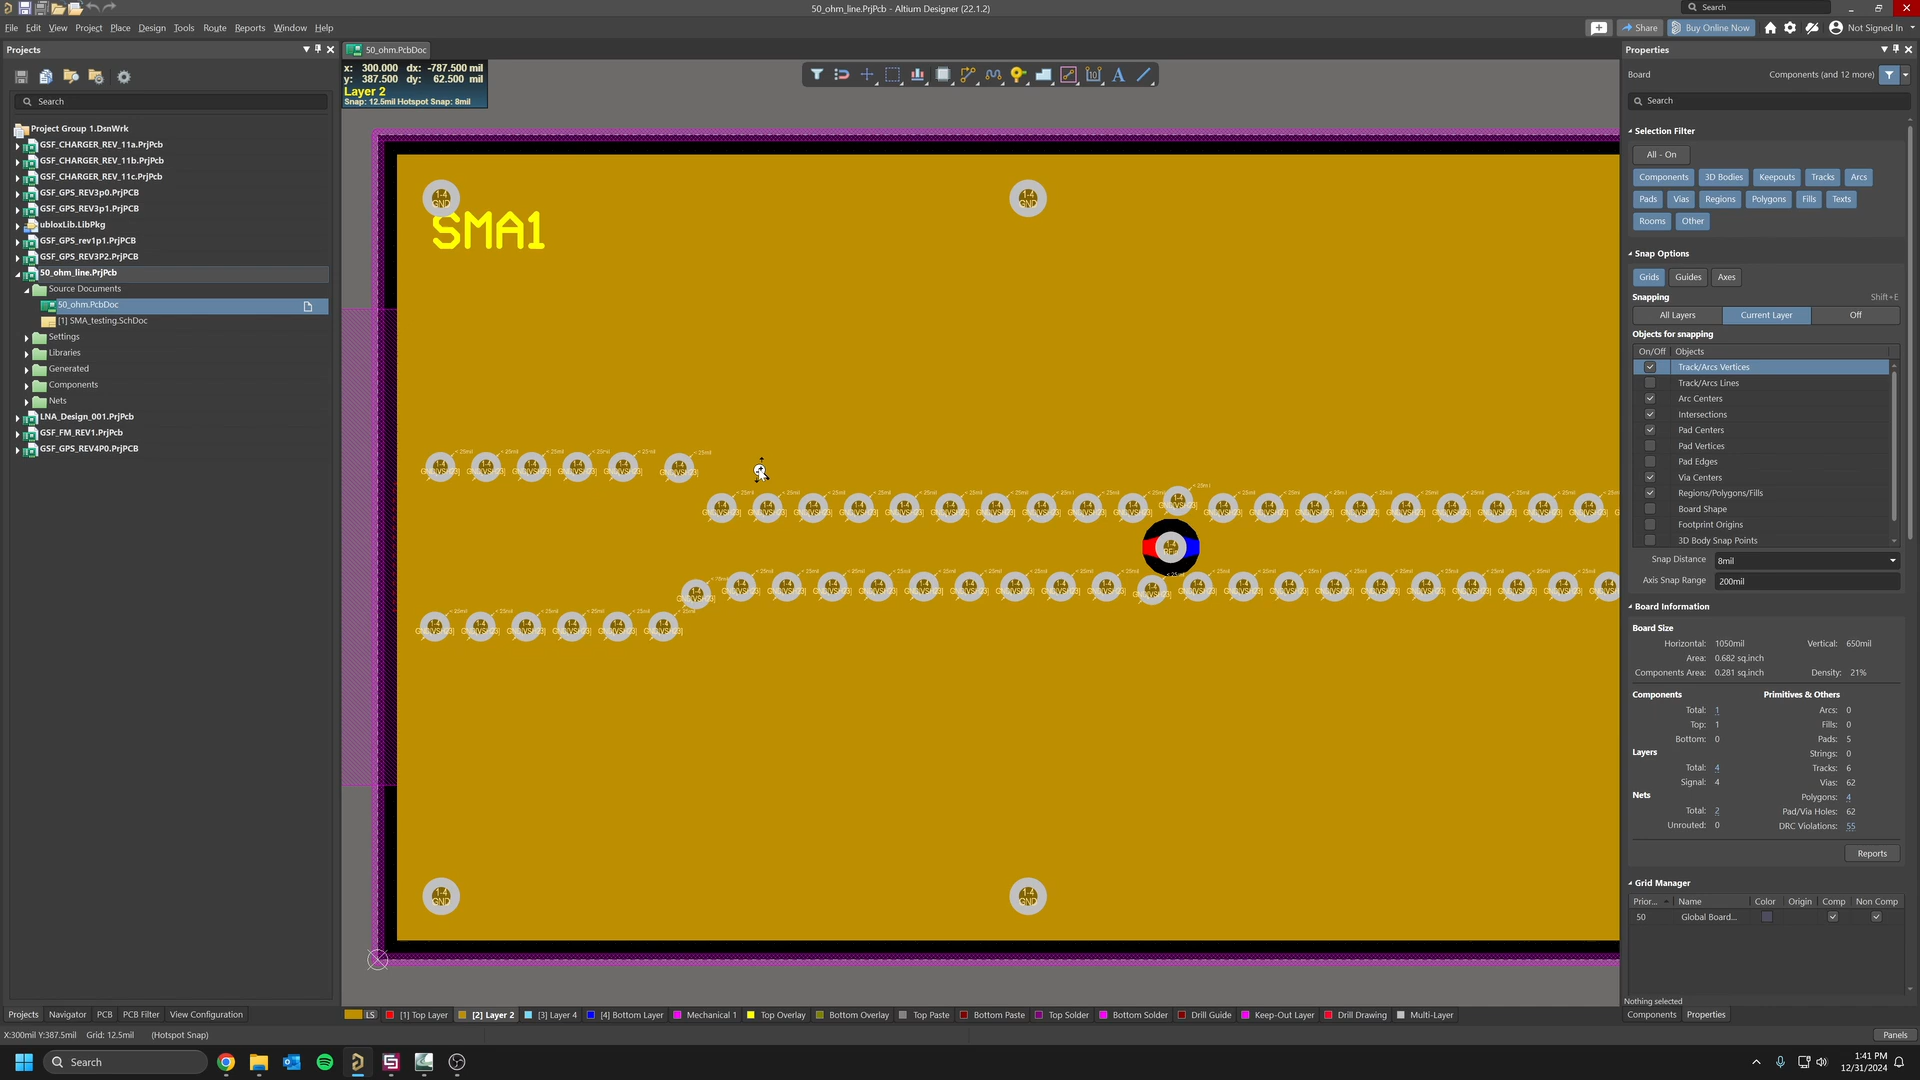 50_ohm_line.PrjPcb - Altium Designer (22.1.2)
Search
File Edit View Project Place Design Tools Route Reports Window Help
Share Buy Online Now Not Signed In
Projects
50_ohm.PcbDoc
Properties
x: 300.000 dx: -787.500 mil
y: 387.500 dy: 62.500 mil
Layer 2
Snap: 12.5mil Hotspot Snap: 8mil
Board Components (and 12 more)
Search
Search
Project Group 1.DsnWrk
GSF_CHARGER_REV_11a.PrjPcb
GSF_CHARGER_REV_11b.PrjPcb
GSF_CHARGER_REV_11c.PrjPcb
GSF_GPS_REV3p0.PrjPCB
GSF_GPS_REV3p1.PrjPCB
ubloxLib.LibPkg
GSF_GPS_rev1p1.PrjPCB
GSF_GPS_REV3P2.PrjPCB
50_ohm_line.PrjPcb
Source Documents
50_ohm.PcbDoc
[1] SMA_testing.SchDoc
Settings
Libraries
Generated
Components
Nets
LNA_Design_001.PrjPcb
GSF_FM_REV1.PrjPcb
GSF_GPS_REV4P0.PrjPCB
1-4
GND
1-4
GND
SMA1
1-4
GND
1-4
GND
Selection Filter
All - On
Components 3D Bodies Keepouts Tracks Arcs
Pads Vias Regions Polygons Fills Texts
Rooms Other
Snap Options
Grids Guides Axes
Snapping Shift+E
All Layers Current Layer Off
Objects for snapping
On/Off Objects
Track/Arcs Vertices
Track/Arcs Lines
Arc Centers
Intersections
Pad Centers
Pad Vertices
Pad Edges
Via Centers
Regions/Polygons/Fills
Board Shape
Footprint Origins
3D Body Snap Points
Snap Distance 8mil
Axis Snap Range 200mil
Board Information
Board Size
Horizontal: 1050mil Vertical: 650mil
Area: 0.682 sq.inch
Components Area: 0.281 sq.inch Density: 21%
Components Primitives & Others
Total: 1 Arcs: 0
Top: 1 Fills: 0
Bottom: 0 Pads: 5
Layers Strings: 0
Total: 4 Tracks: 6
Signal: 4 Vias: 62
Nets Polygons: 4
Total: 2 Pad/Via Holes: 62
Unrouted: 0 DRC Violations: 55
Reports
Grid Manager
Prior... Name Color Origin Comp Non Comp
50 Global Board...
Nothing selected
Components Properties
Projects Navigator PCB PCB Filter View Configuration
LS [1] Top Layer [2] Layer 2 [3] Layer 4 [4] Bottom Layer Mechanical 1 Top Overlay Bottom Overlay Top Paste Bottom Paste Top Solder Bottom Solder Drill Guide Keep-Out Layer Drill Drawing Multi-Layer
X:300mil Y:387.5mil Grid: 12.5mil (Hotspot Snap)
Panels
Search
1:41 PM
12/31/2024